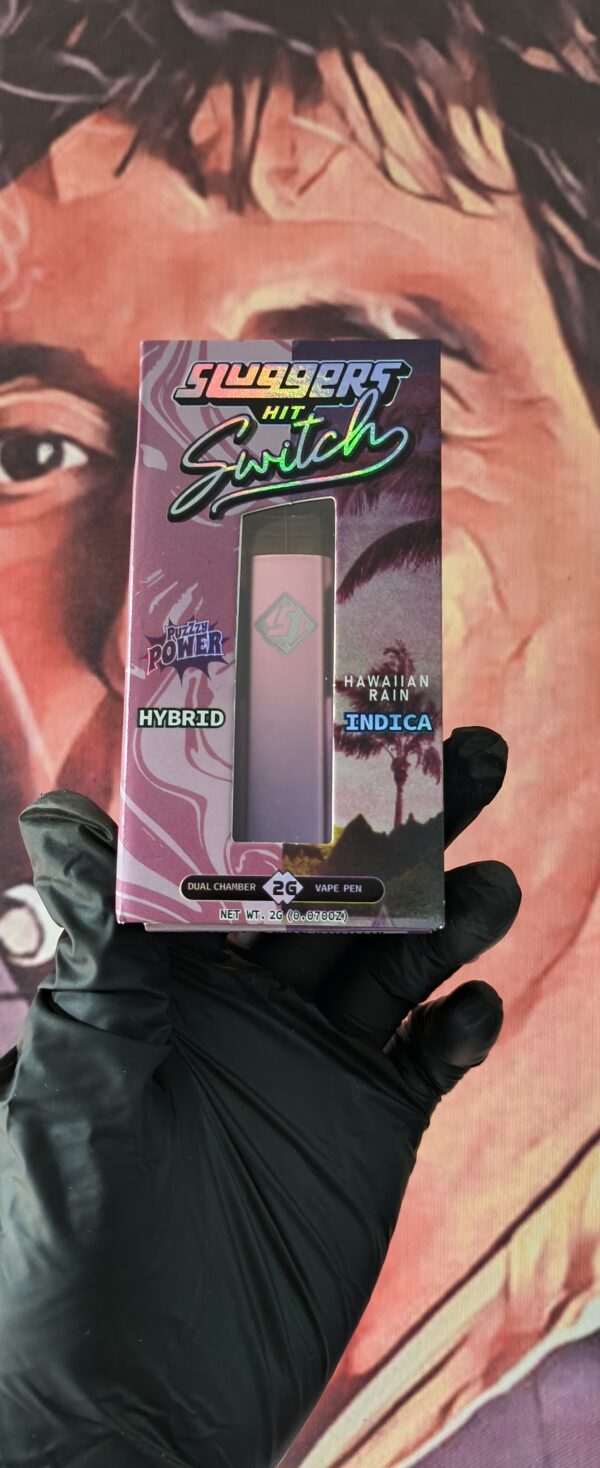 SLUGGERS
HIT
Switch
PUZZZY
POWER
HYBRID
HAWAIIAN
RAIN
INDICA
DUAL CHAMBER 2G VAPE PEN
NET WT. 2G (0.070OZ)